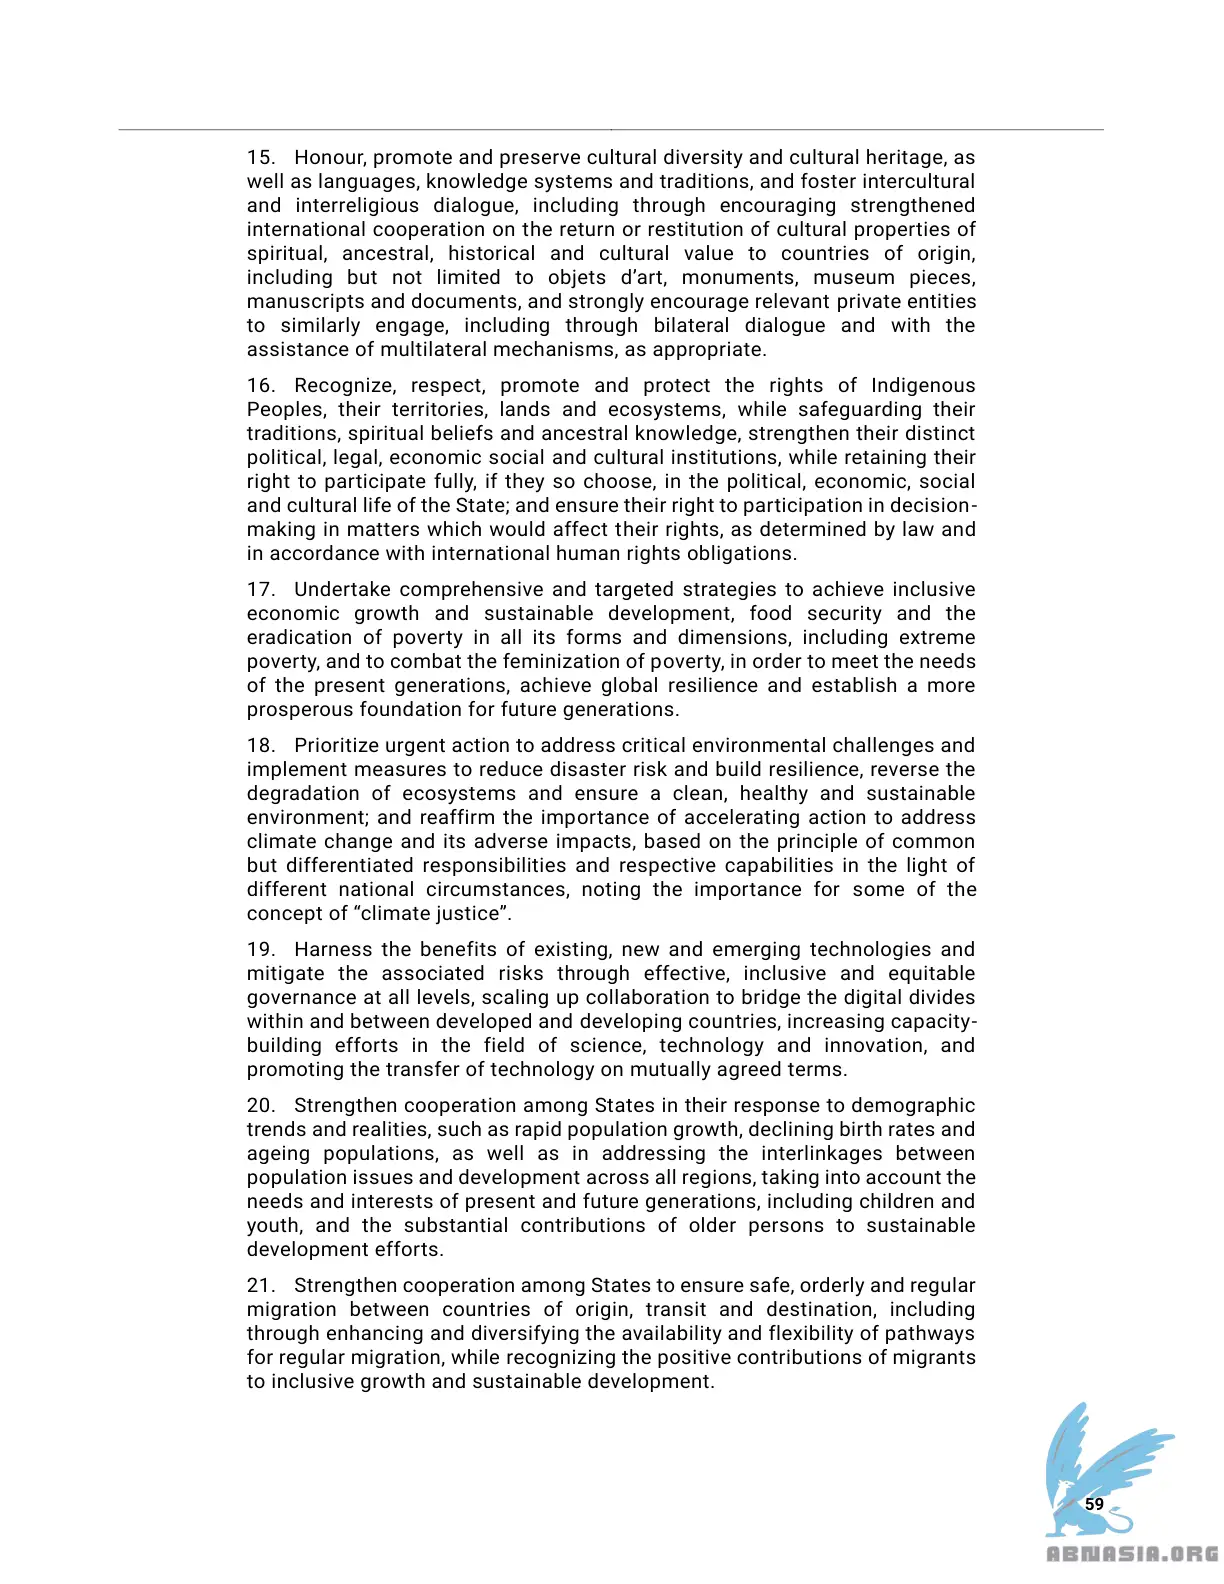 15. Honour, promote and preserve cultural diversity and cultural heritage, as
well as languages, knowledge systems and traditions, and foster intercultural
and interreligious dialogue, including through encouraging strengthened
international cooperation on the return or restitution of cultural properties of
spiritual, ancestral, historical and cultural value to countries of origin,
including but not limited to objets d’art, monuments, museum pieces,
manuscripts and documents, and strongly encourage relevant private entities
to similarly engage, including through bilateral dialogue and with the
assistance of multilateral mechanisms, as appropriate.
16. Recognize, respect, promote and protect the rights of Indigenous
Peoples, their territories, lands and ecosystems, while safeguarding their
traditions, spiritual beliefs and ancestral knowledge, strengthen their distinct
political, legal, economic social and cultural institutions, while retaining their
right to participate fully, if they so choose, in the political, economic, social
and cultural life of the State; and ensure their right to participation in decision-
making in matters which would affect their rights, as determined by law and
in accordance with international human rights obligations.
17. Undertake comprehensive and targeted strategies to achieve inclusive
economic growth and sustainable development, food security and the
eradication of poverty in all its forms and dimensions, including extreme
poverty, and to combat the feminization of poverty, in order to meet the needs
of the present generations, achieve global resilience and establish a more
prosperous foundation for future generations.
18. Prioritize urgent action to address critical environmental challenges and
implement measures to reduce disaster risk and build resilience, reverse the
degradation of ecosystems and ensure a clean, healthy and sustainable
environment; and reaffirm the importance of accelerating action to address
climate change and its adverse impacts, based on the principle of common
but differentiated responsibilities and respective capabilities in the light of
different national circumstances, noting the importance for some of the
concept of “climate justice”.
19. Harness the benefits of existing, new and emerging technologies and
mitigate the associated risks through effective, inclusive and equitable
governance at all levels, scaling up collaboration to bridge the digital divides
within and between developed and developing countries, increasing capacity-
building efforts in the field of science, technology and innovation, and
promoting the transfer of technology on mutually agreed terms.
20. Strengthen cooperation among States in their response to demographic
trends and realities, such as rapid population growth, declining birth rates and
ageing populations, as well as in addressing the interlinkages between
population issues and development across all regions, taking into account the
needs and interests of present and future generations, including children and
youth, and the substantial contributions of older persons to sustainable
development efforts.
21. Strengthen cooperation among States to ensure safe, orderly and regular
migration between countries of origin, transit and destination, including
through enhancing and diversifying the availability and flexibility of pathways
for regular migration, while recognizing the positive contributions of migrants
to inclusive growth and sustainable development.
59
ABNASIA.ORG